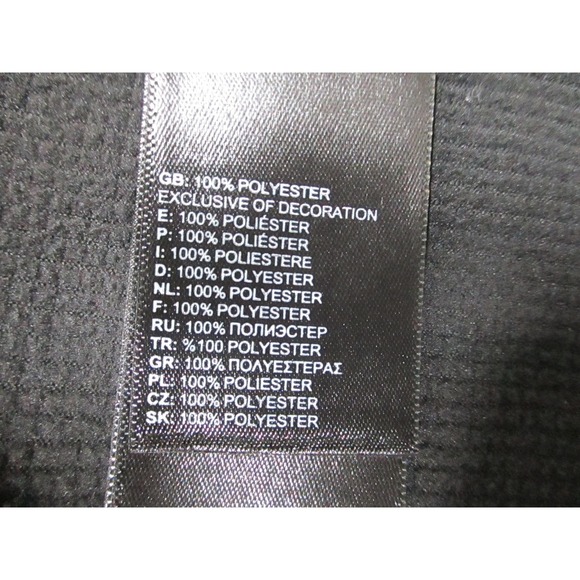 GB: 100% POLYESTER
EXCLUSIVE OF DECORATION
E: 100% POLIÉSTER
P: 100% POLIÉSTER
I: 100% POLIESTERE
D: 100% POLYESTER
NL: 100% POLYESTER
F: 100% POLYESTER
RU: 100% ПОЛИЭСТЕР
TR: %100 POLYESTER
GR: 100% ΠΟΛΥΕΣΤΕΡΑΣ
PL: 100% POLIESTER
CZ: 100% POLYESTER
SK: 100% POLYESTER